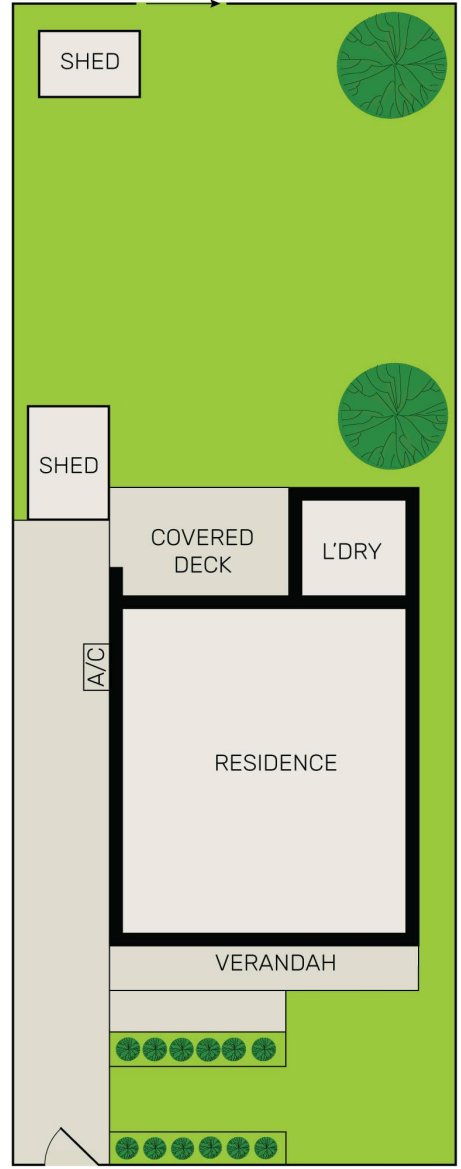 SHED
SHED
COVERED
DECK
L'DRY
A/C
RESIDENCE
VERANDAH